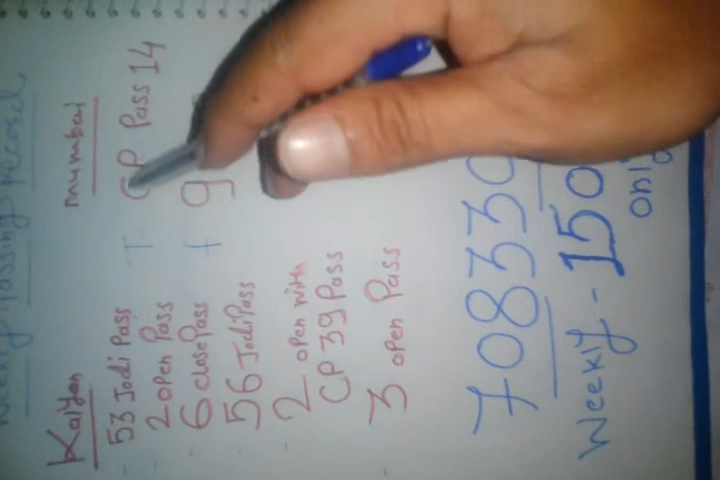 Weekly Passing record
Kalyan
mumbai
53 Jodi Pass
2 open Pass
6 close Pass
56 Jodi Pass
2 open with
CP 39 Pass
3 open Pass
CP Pass 14
9
708330
Weekly - 150
only